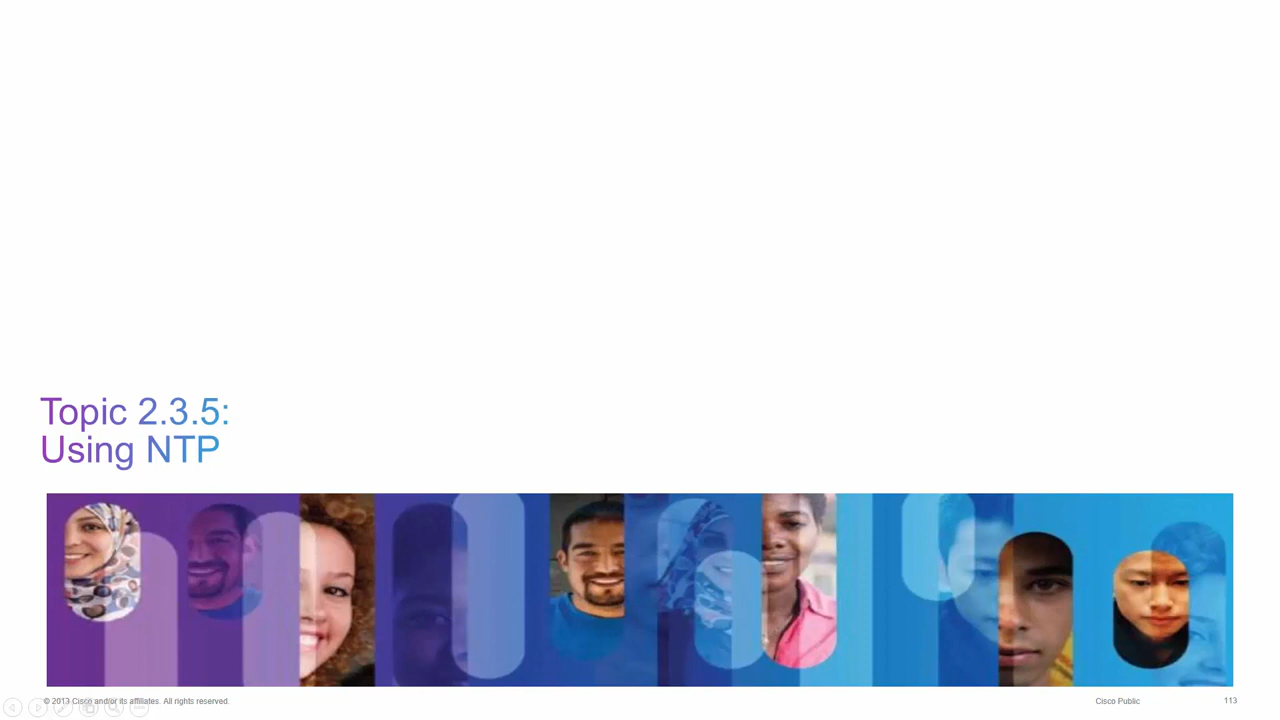 Topic 2.3.5:
Using NTP
© 2013 Cisco and/or its affiliates. All rights reserved.
Cisco Public
113